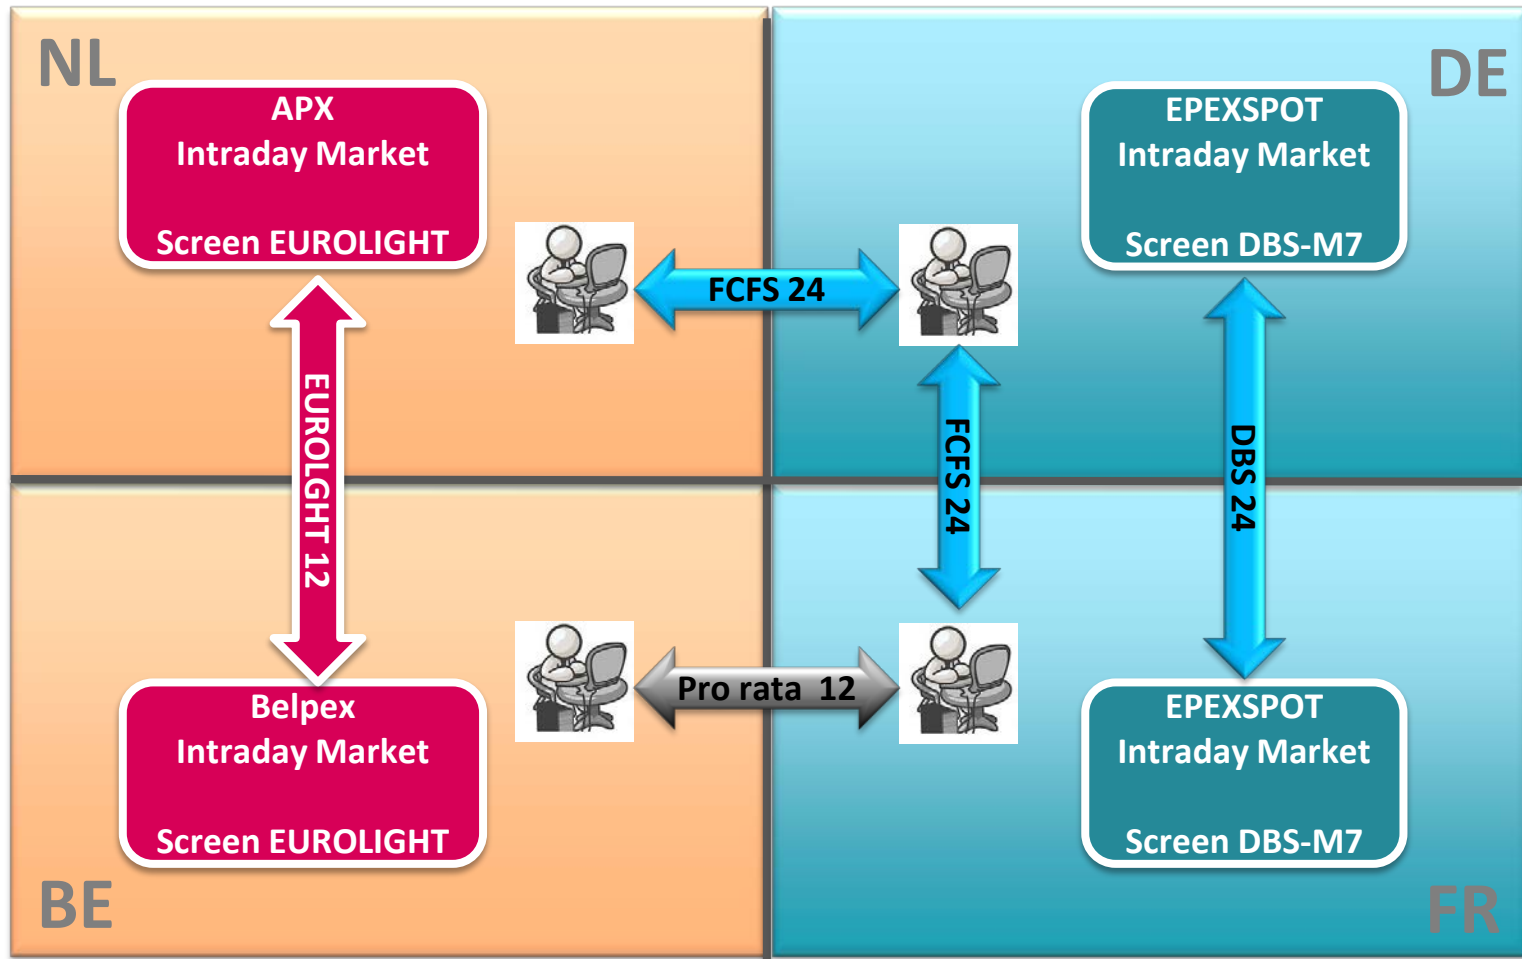 NL
APX
Intraday Market
Screen EUROLIGHT
DE
EPEXSPOT
Intraday Market
Screen DBS-M7
FCFS 24
EUROLGHT 12
FCFS 24
DBS 24
Pro rata 12
Belpex
Intraday Market
Screen EUROLIGHT
BE
EPEXSPOT
Intraday Market
Screen DBS-M7
FR